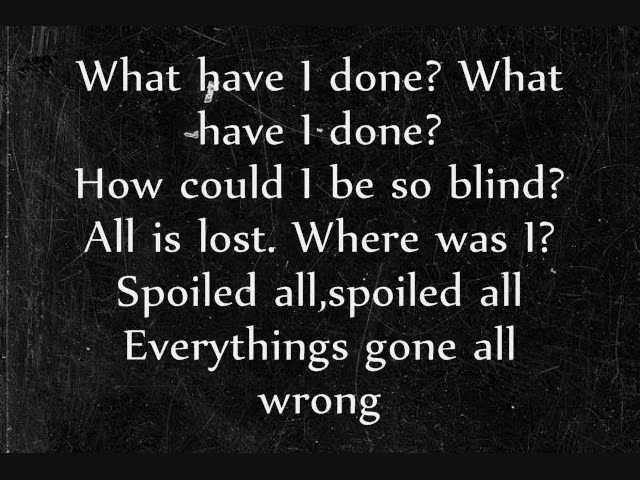 What have I done? What
have I done?
How could I be so blind?
All is lost. Where was I?
Spoiled all,spoiled all
Everythings gone all
wrong